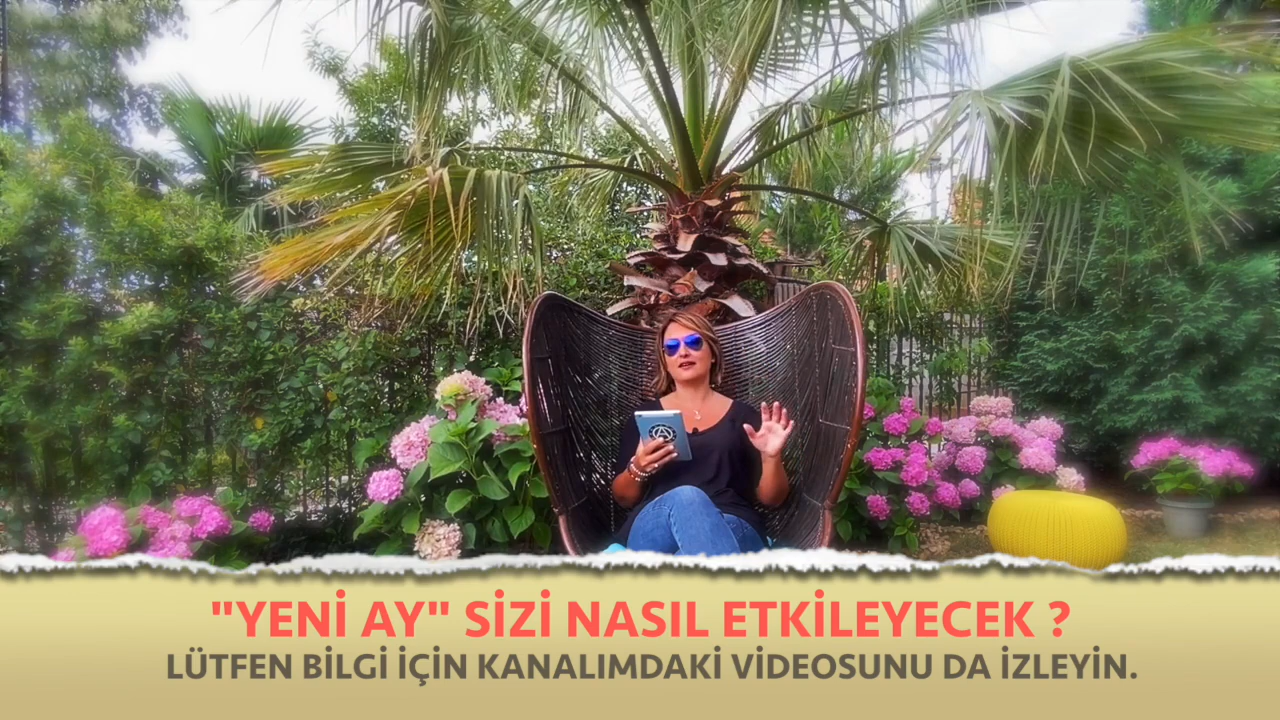 "YENİ AY" SİZİ NASIL ETKİLEYECEK ?
LÜTFEN BİLGİ İÇİN KANALIMDAKİ VİDEOSUNU DA İZLEYİN.